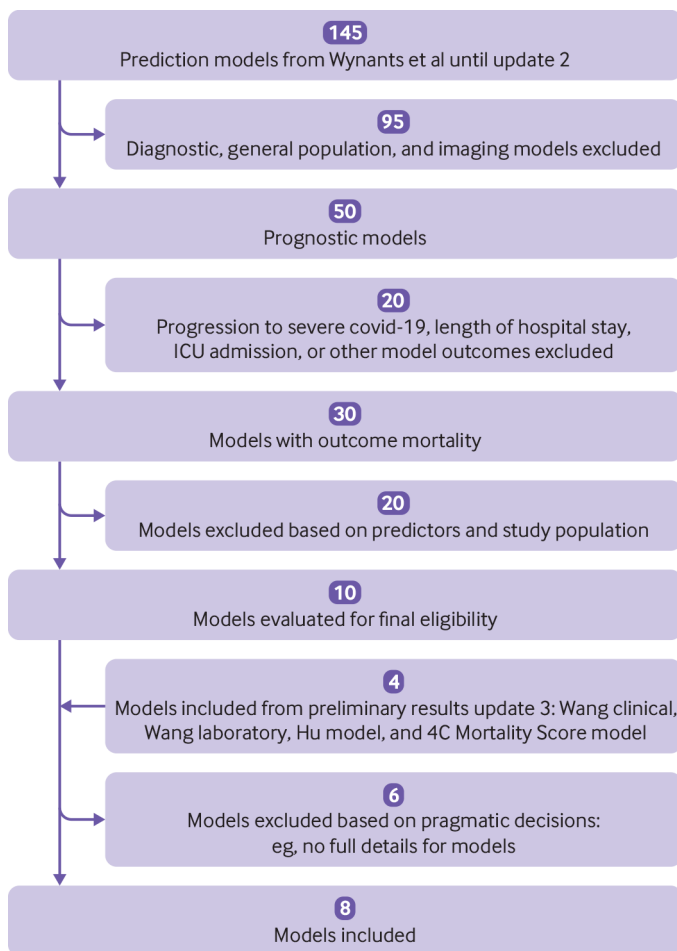 145
Prediction models from Wynants et al until update 2
95
Diagnostic, general population, and imaging models excluded
50
Prognostic models
20
Progression to severe covid-19, length of hospital stay,
ICU admission, or other model outcomes excluded
30
Models with outcome mortality
20
Models excluded based on predictors and study population
10
Models evaluated for final eligibility
4
Models included from preliminary results update 3: Wang clinical,
Wang laboratory, Hu model, and 4C Mortality Score model
6
Models excluded based on pragmatic decisions:
eg, no full details for models
8
Models included